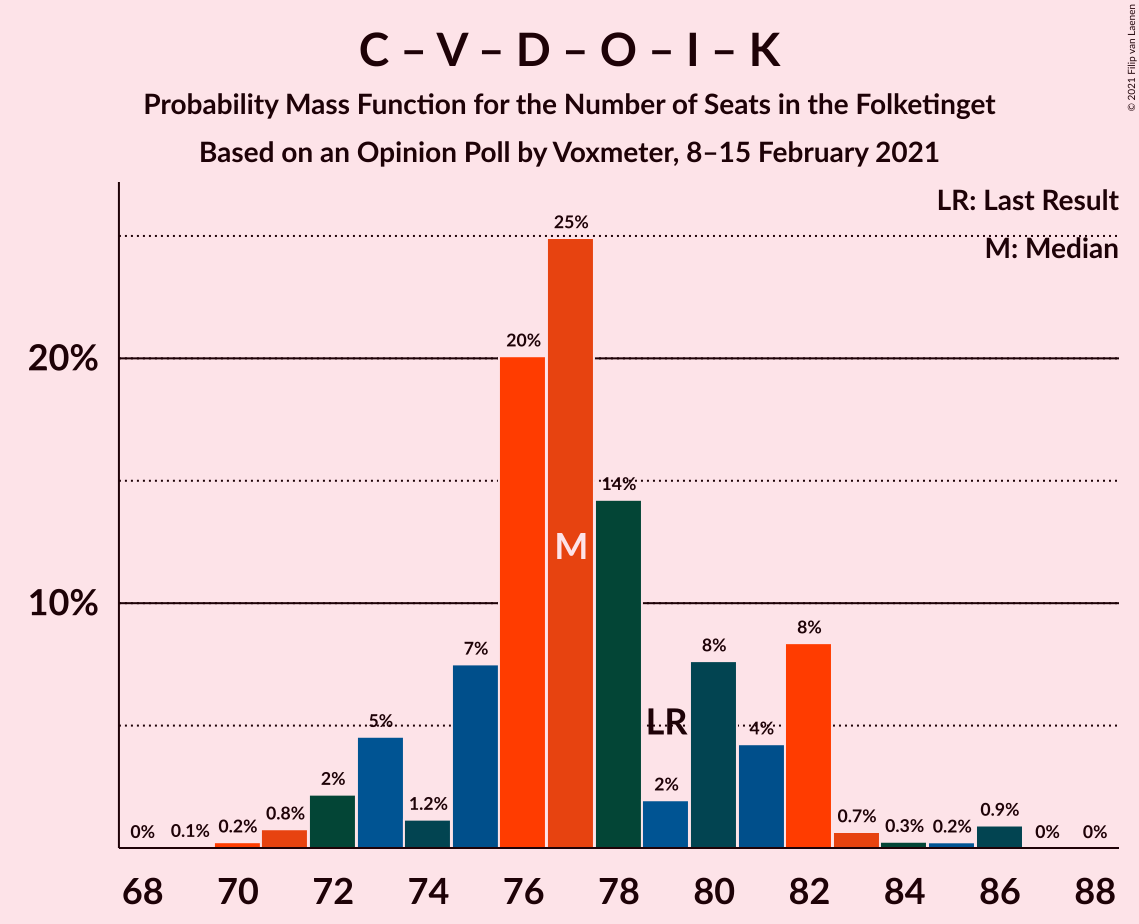 C – V – D – O – I – K
Probability Mass Function for the Number of Seats in the Folketinget
Based on an Opinion Poll by Voxmeter, 8–15 February 2021
© 2021 Filip van Laenen
LR: Last Result
M: Median
20%
10%
0%
0.1%
0.2%
0.8%
2%
5%
1.2%
7%
20%
25%
14%
2%
8%
4%
8%
0.7%
0.3%
0.2%
0.9%
0%
0%
M
LR
68 70 72 74 76 78 80 82 84 86 88